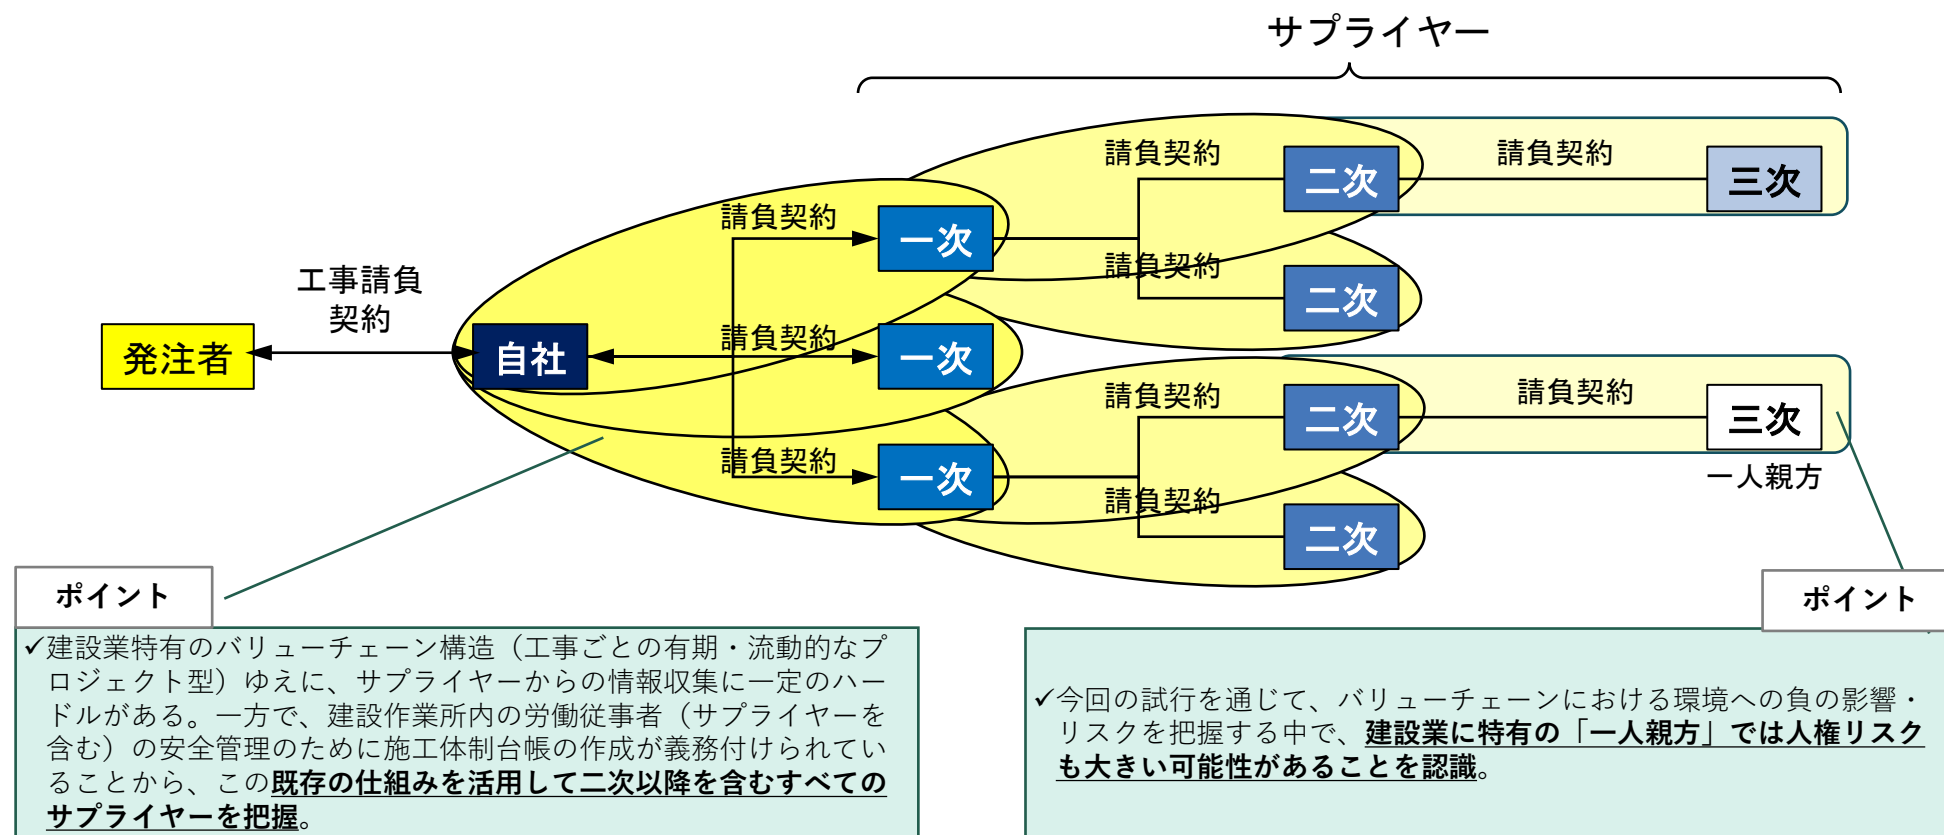 サプライヤー
請負契約
二次
請負契約
三次
請負契約
一次
請負契約
二次
工事請負
契約
発注者
自社
請負契約
一次
請負契約
二次
請負契約
三次
一人親方
請負契約
一次
請負契約
二次
ポイント
✓建設業特有のバリューチェーン構造（工事ごとの有期・流動的なプ
ロジェクト型）ゆえに、サプライヤーからの情報収集に一定のハー
ドルがある。一方で、建設作業所内の労働従事者（サプライヤーを
含む）の安全管理のために施工体制台帳の作成が義務付けられてい
ることから、この既存の仕組みを活用して二次以降を含むすべての
サプライヤーを把握。
ポイント
✓今回の試行を通じて、バリューチェーンにおける環境への負の影響・
リスクを把握する中で、建設業に特有の「一人親方」では人権リスク
も大きい可能性があることを認識。